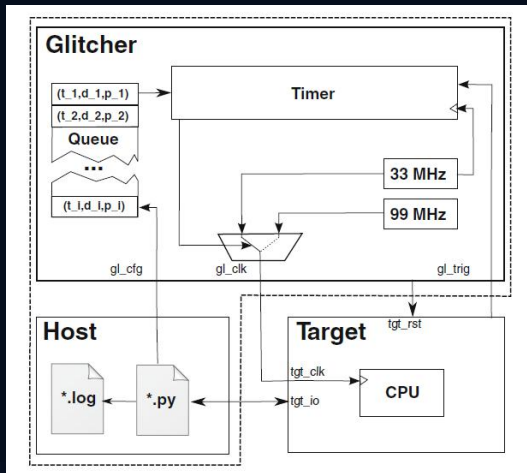 Glitcher
(t_1,d_1,p_1)
(t_2,d_2,p_2)
Queue
...
(t_i,d_i,p_i)
Timer
33 MHz
99 MHz
gl_cfg
gl_clk
gl_trig
tgt_rst
Host
*.log
*.py
Target
tgt_clk
tgt_io
CPU